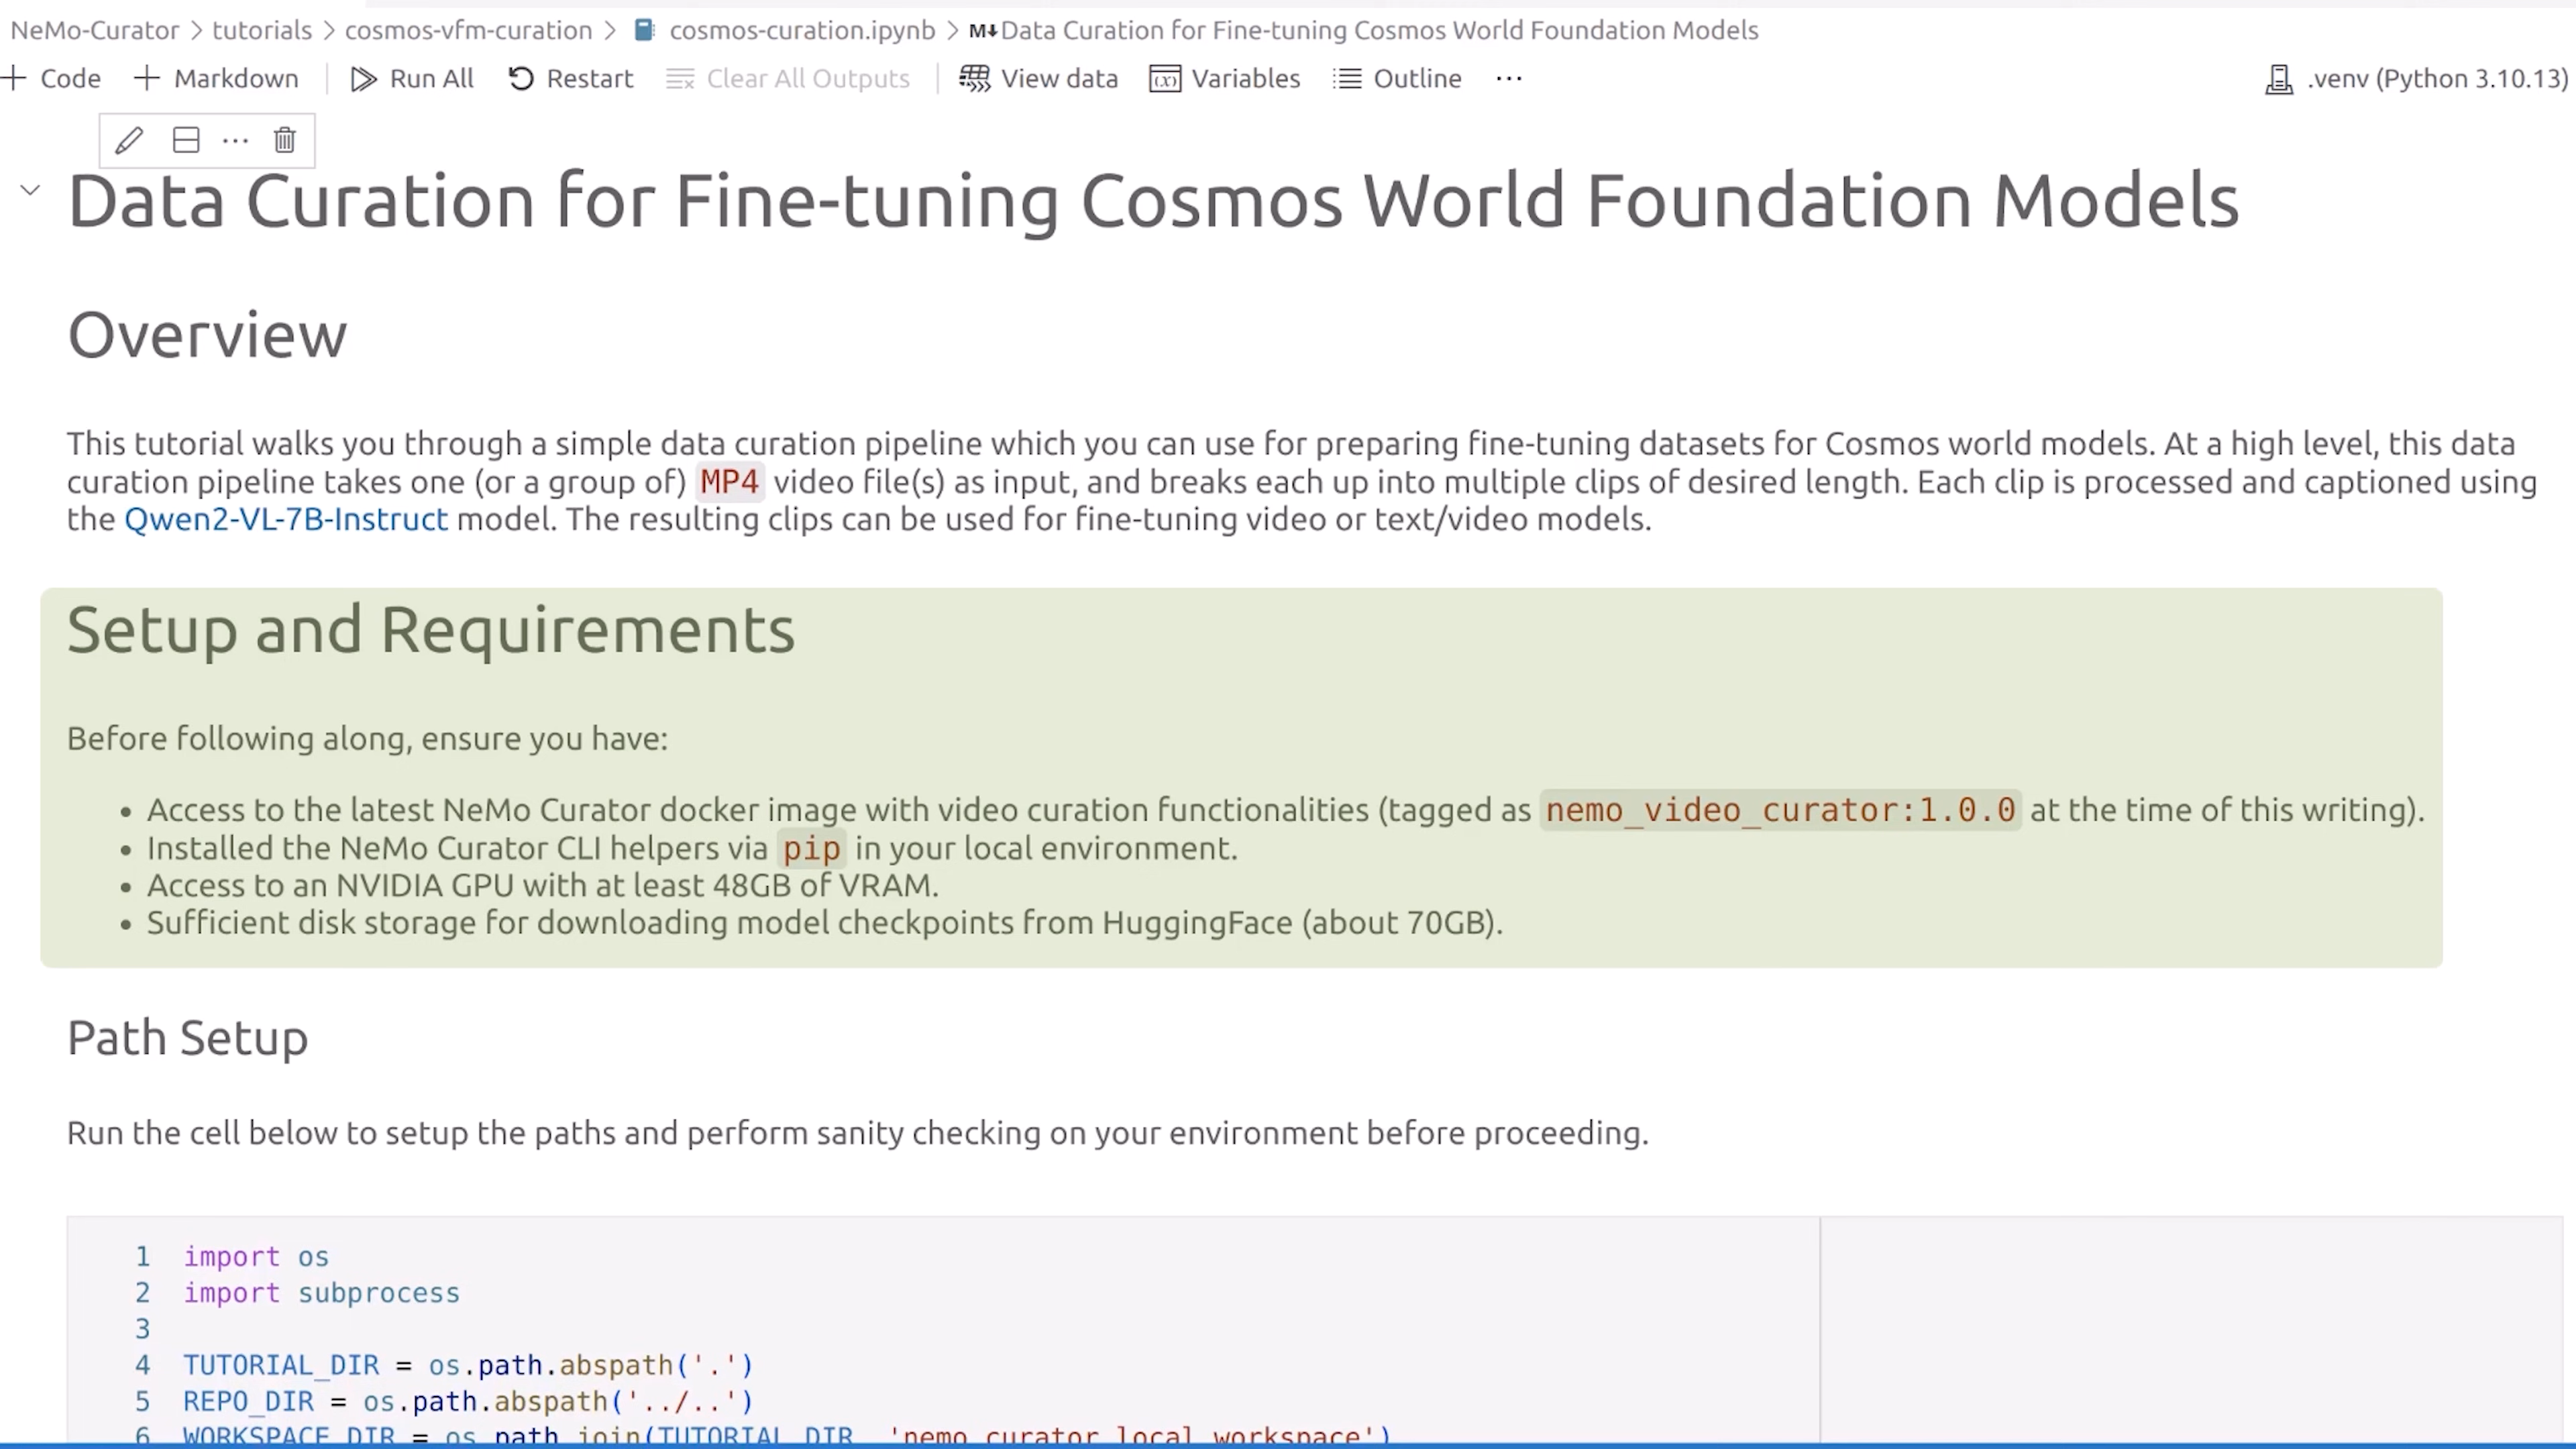 NeMo-Curator > tutorials > cosmos-vfm-curation > cosmos-curation.ipynb > M↓Data Curation for Fine-tuning Cosmos World Foundation Models
+ Code + Markdown Run All Restart Clear All Outputs View data Variables Outline ··· .venv (Python 3.10.13)
Data Curation for Fine-tuning Cosmos World Foundation Models
Overview
This tutorial walks you through a simple data curation pipeline which you can use for preparing fine-tuning datasets for Cosmos world models. At a high level, this data
curation pipeline takes one (or a group of) MP4 video file(s) as input, and breaks each up into multiple clips of desired length. Each clip is processed and captioned using
the Qwen2-VL-7B-Instruct model. The resulting clips can be used for fine-tuning video or text/video models.
Setup and Requirements
Before following along, ensure you have:
• Access to the latest NeMo Curator docker image with video curation functionalities (tagged as nemo_video_curator:1.0.0 at the time of this writing).
• Installed the NeMo Curator CLI helpers via pip in your local environment.
• Access to an NVIDIA GPU with at least 48GB of VRAM.
• Sufficient disk storage for downloading model checkpoints from HuggingFace (about 70GB).
Path Setup
Run the cell below to setup the paths and perform sanity checking on your environment before proceeding.
1 import os
2 import subprocess
3
4 TUTORIAL_DIR = os.path.abspath('.')
5 REPO_DIR = os.path.abspath('../..')
6 WORKSPACE_DIR = os.path.join(TUTORIAL_DIR, 'nemo_curator_local_workspace')